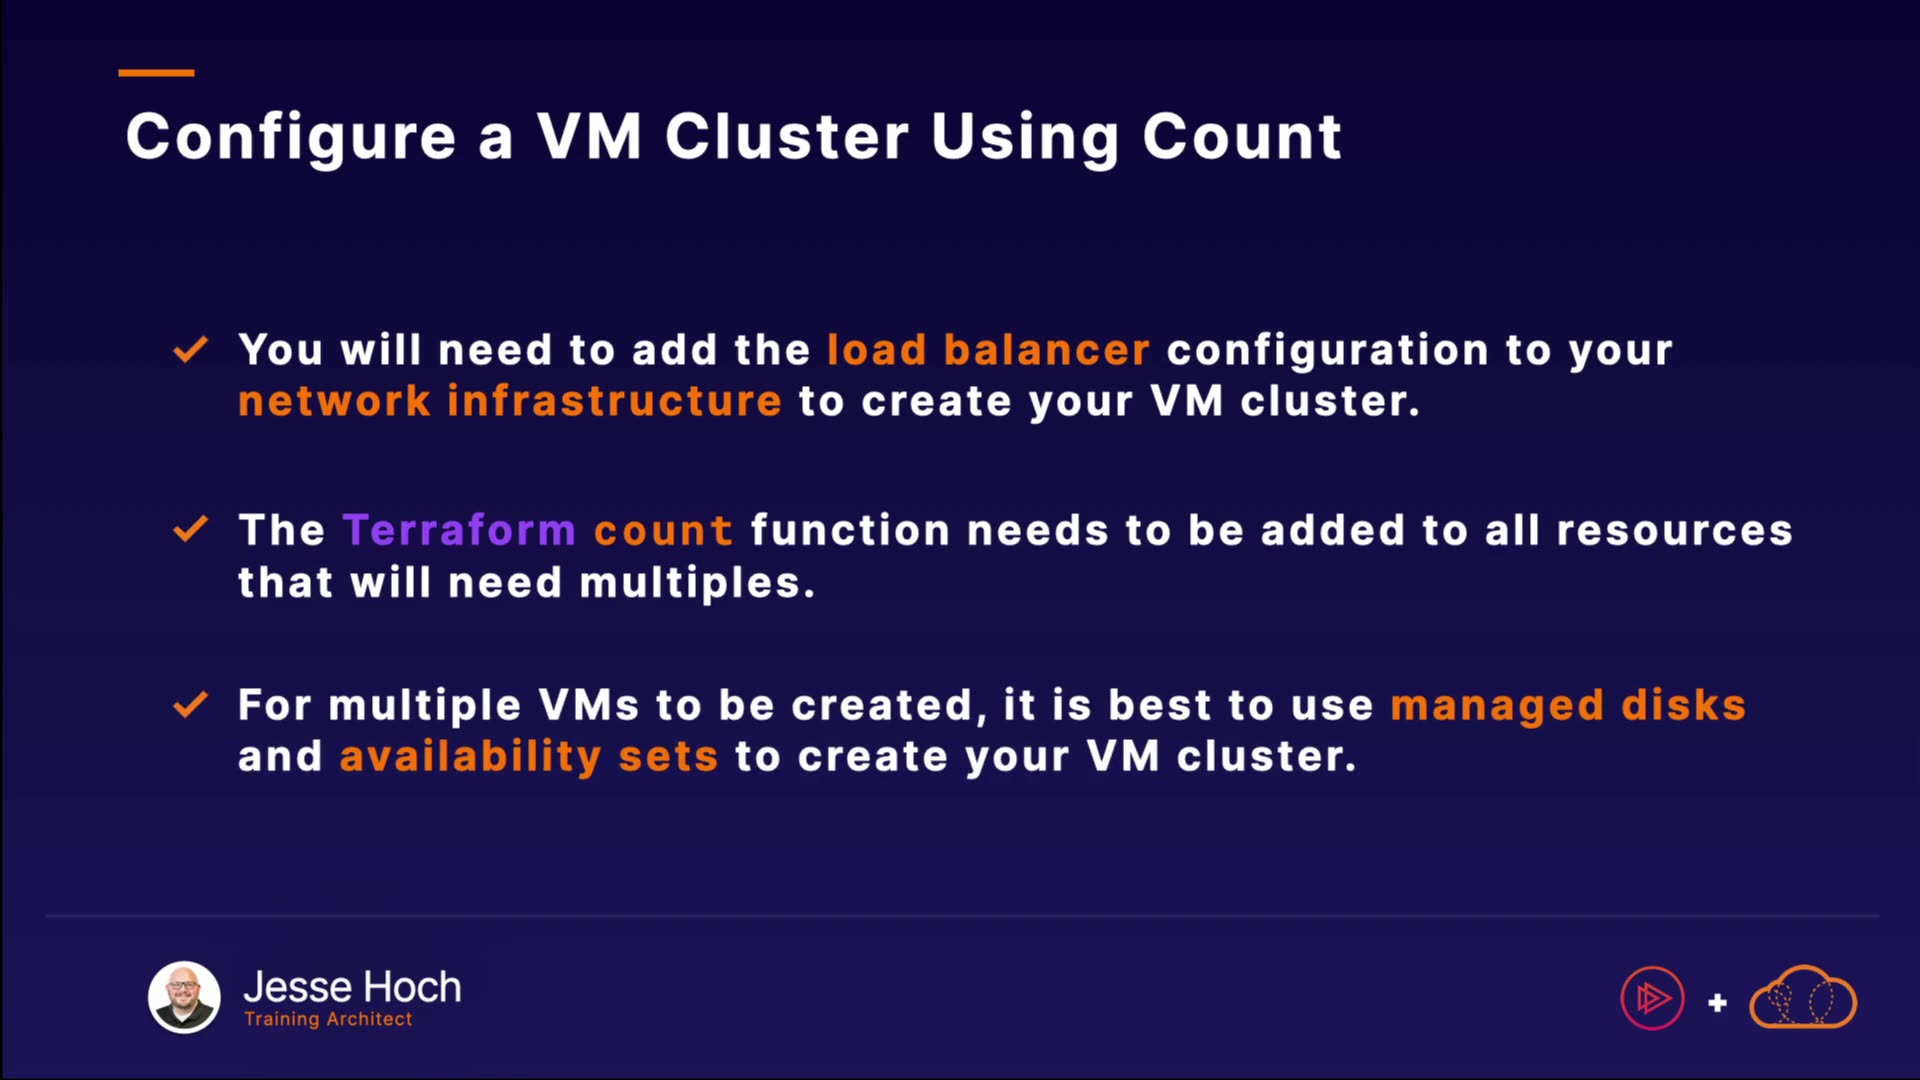 Configure a VM Cluster Using Count
You will need to add the load balancer configuration to your
network infrastructure to create your VM cluster.
The Terraform count function needs to be added to all resources
that will need multiples.
For multiple VMs to be created, it is best to use managed disks
and availability sets to create your VM cluster.
Jesse Hoch
Training Architect
+